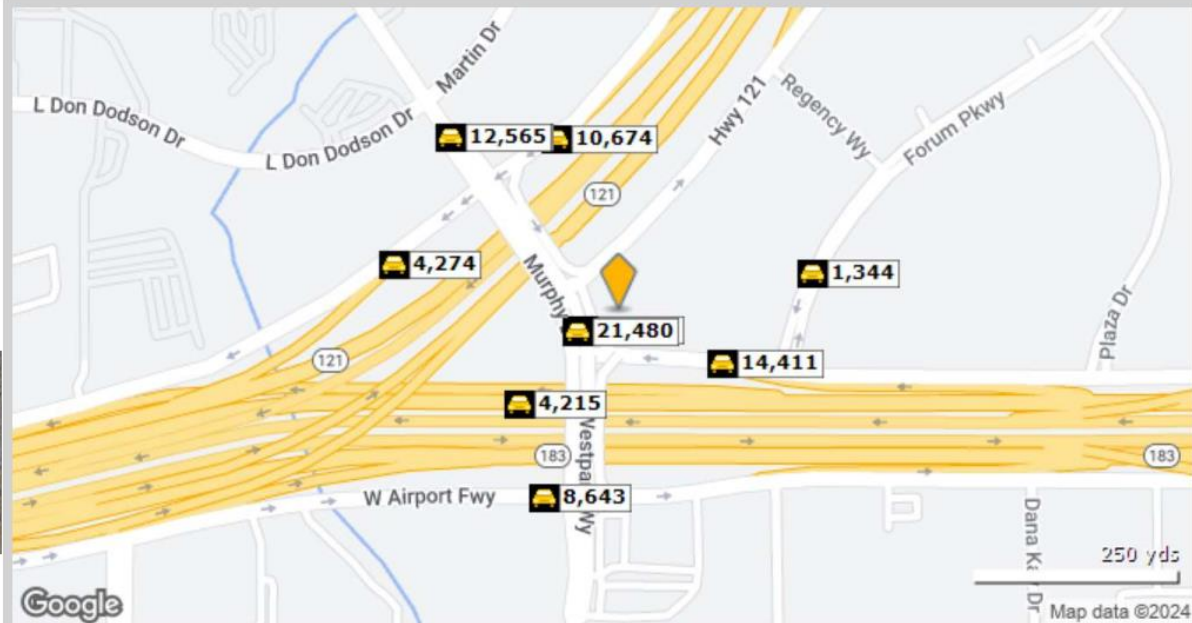 Martin Dr
L Don Dodson Dr
L Don Dodson Dr
12,565
10,674
Hwy 121
Regency Wy
Forum Pkwy
121
4,274
Murphy
1,344
21,480
Plaza Dr
121
14,411
4,215
183
183
W Airport Fwy
8,643
Wy
Dana
Dr
250 yds
Google
Map data ©2024